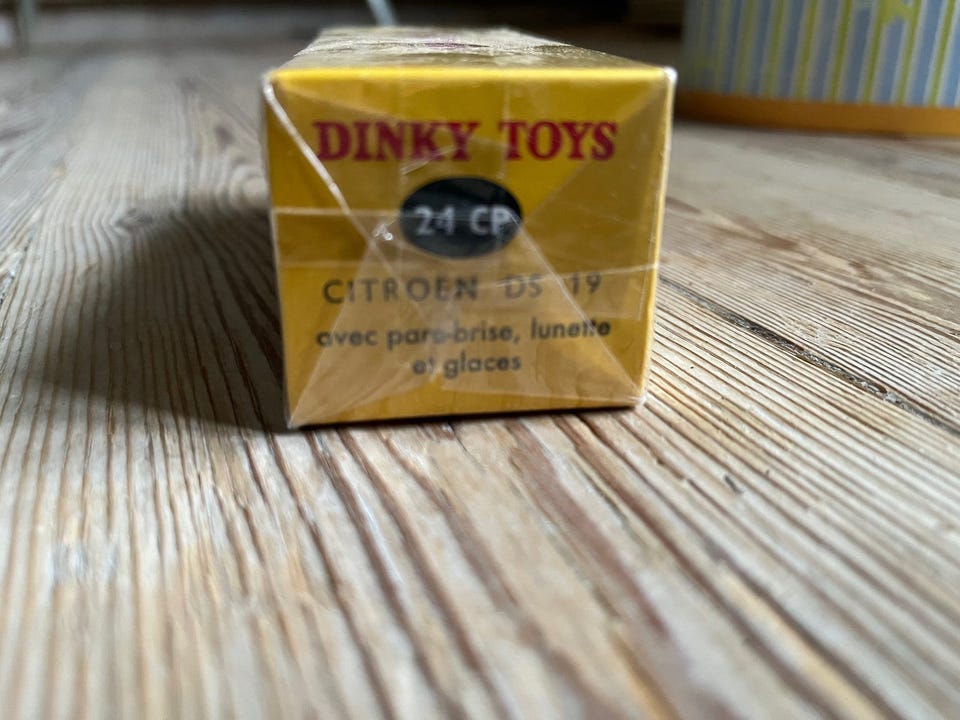 DINKY TOYS
24 CP
CITROEN DS 19
avec pare-brise, lunette
et glaces